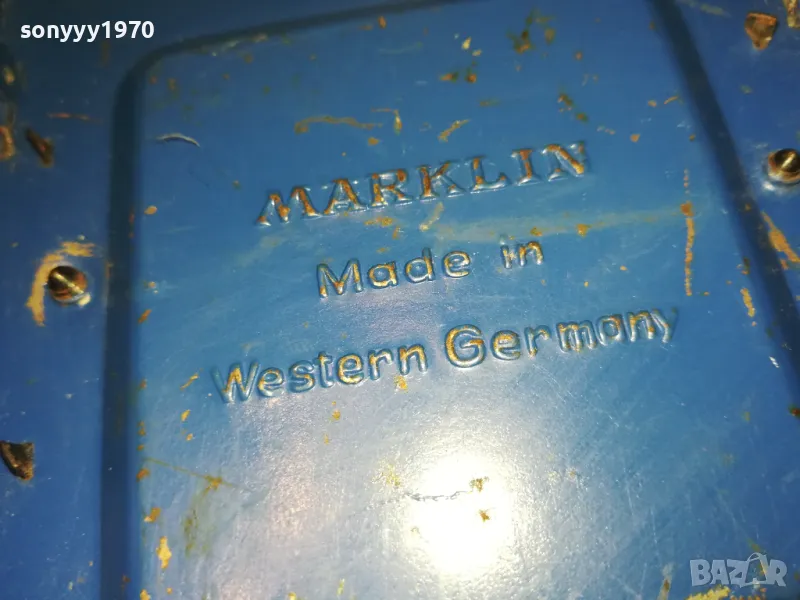 sonyyy1970
MARKLIN
Made in
Western Germany
BAZAR